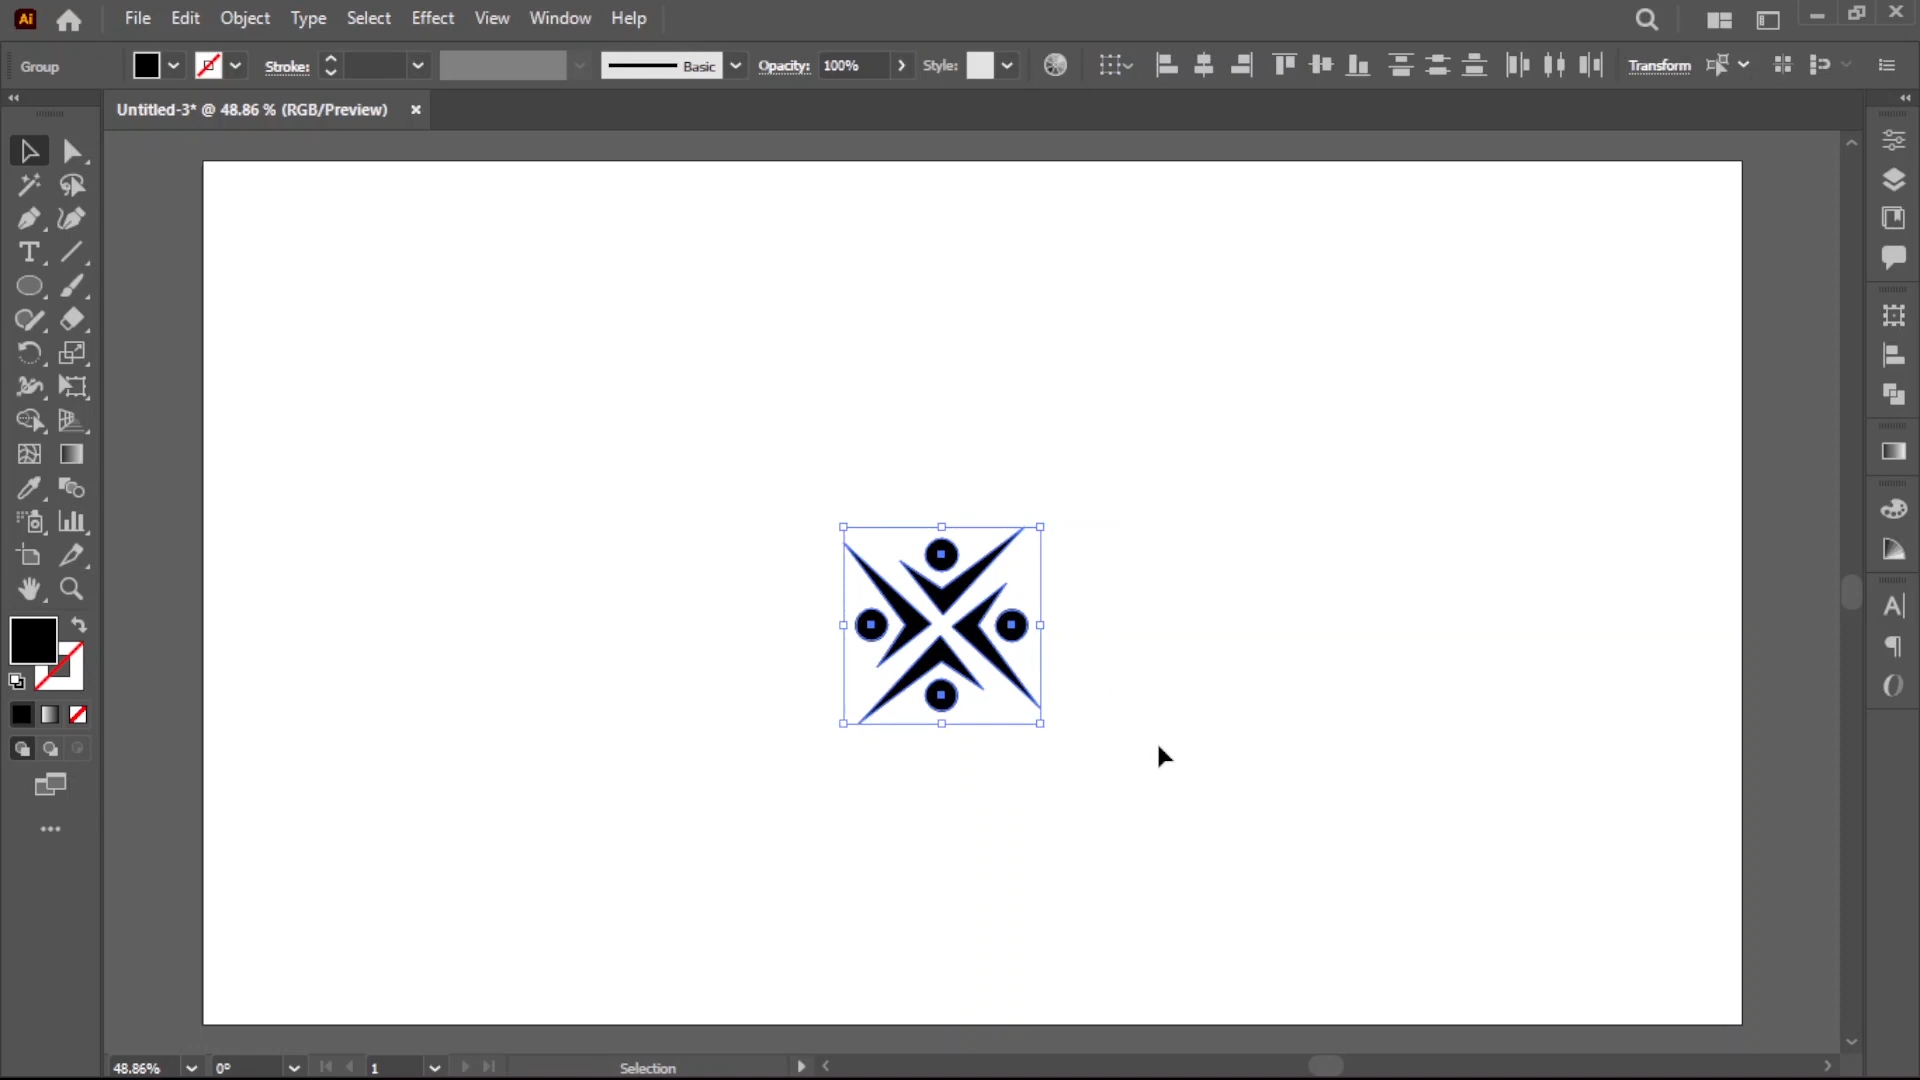 Ai File Edit Object Type Select Effect View Window Help
Group Stroke: Basic Opacity: 100% Style: Transform
Untitled-3* @ 48.86 % (RGB/Preview) ×
48.86% 0° 1 Selection